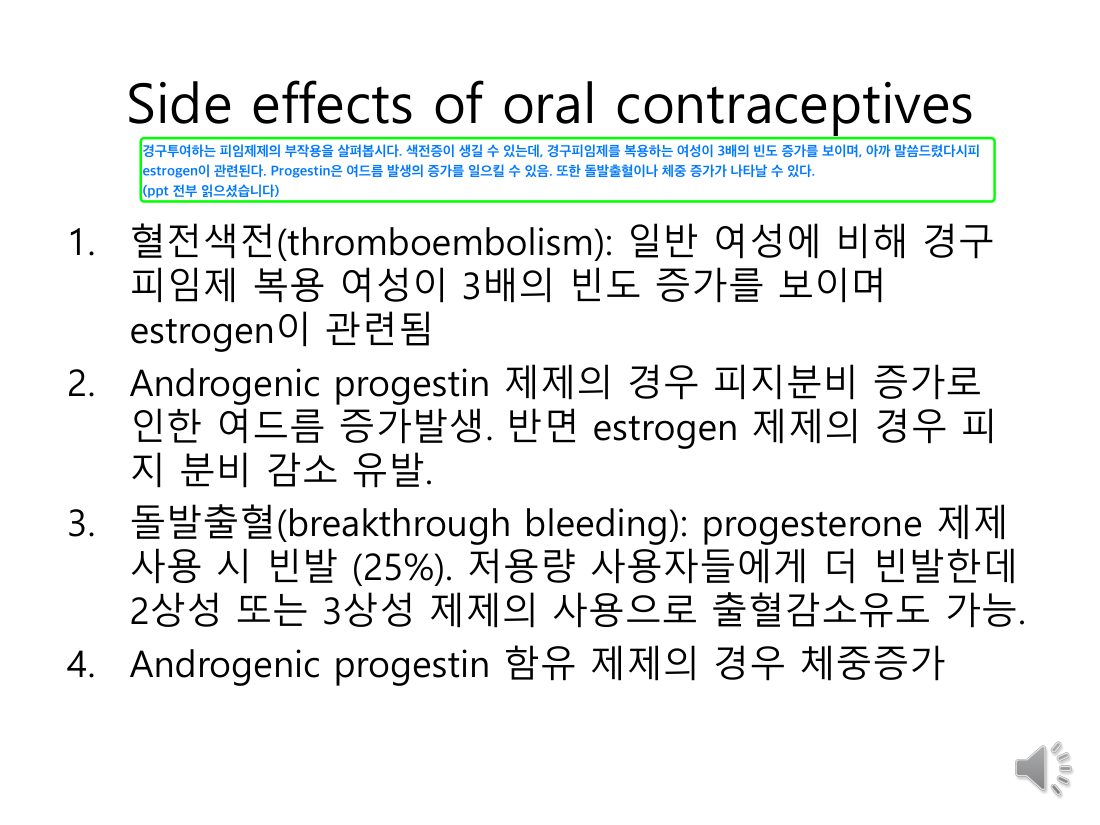 Side effects of oral contraceptives
경구투여하는 피임제제의 부작용을 살펴봅시다. 색전증이 생길 수 있는데, 경구피임제를 복용하는 여성이 3배의 빈도 증가를 보이며, 아까 말씀드렸다시피
estrogen이 관련된다. Progestin은 여드름 발생의 증가를 일으킬 수 있음. 또한 돌발출혈이나 체중 증가가 나타날 수 있다.
(ppt 전부 읽으셨습니다)
1. 혈전색전(thromboembolism): 일반 여성에 비해 경구
피임제 복용 여성이 3배의 빈도 증가를 보이며
estrogen이 관련됨
2. Androgenic progestin 제제의 경우 피지분비 증가로
인한 여드름 증가발생. 반면 estrogen 제제의 경우 피
지 분비 감소 유발.
3. 돌발출혈(breakthrough bleeding): progesterone 제제
사용 시 빈발 (25%). 저용량 사용자들에게 더 빈발한데
2상성 또는 3상성 제제의 사용으로 출혈감소유도 가능.
4. Androgenic progestin 함유 제제의 경우 체중증가